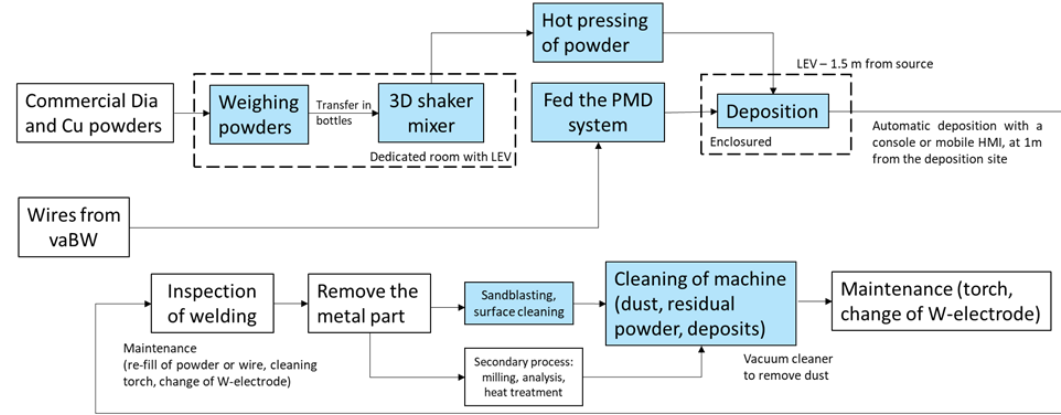 Hot pressing
of powder
LEV – 1.5 m from source
Commercial Dia
and Cu powders
Weighing
powders
Transfer in
bottles
3D shaker
mixer
Dedicated room with LEV
Fed the PMD
system
Deposition
Enclosured
Automatic deposition with a
console or mobile HMI, at 1m
from the deposition site
Wires from
vaBW
Inspection
of welding
Maintenance
(re-fill of powder or wire, cleaning
torch, change of W-electrode)
Remove the
metal part
Sandblasting,
surface cleaning
Secondary process:
milling, analysis,
heat treatment
Cleaning of machine
(dust, residual
powder, deposits)
Vacuum cleaner
to remove dust
Maintenance (torch,
change of W-electrode)